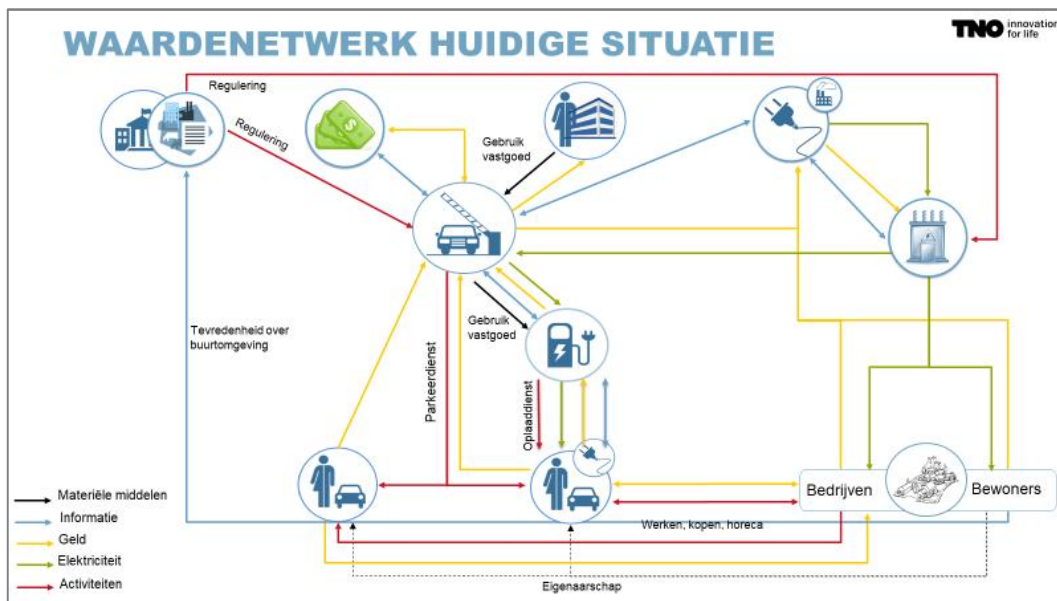 WAARDENETWERK HUIDIGE SITUATIE
TNO innovation
for life
Regulering
Regulering
Gebruik
vastgoed
$
Tevredenheid over
buurtomgeving
Gebruik
vastgoed
Parkeerdienst
Oplaaddienst
Bedrijven
Bewoners
Werken, kopen, horeca
Eigenaarschap
Materiële middelen
Informatie
Geld
Elektriciteit
Activiteiten